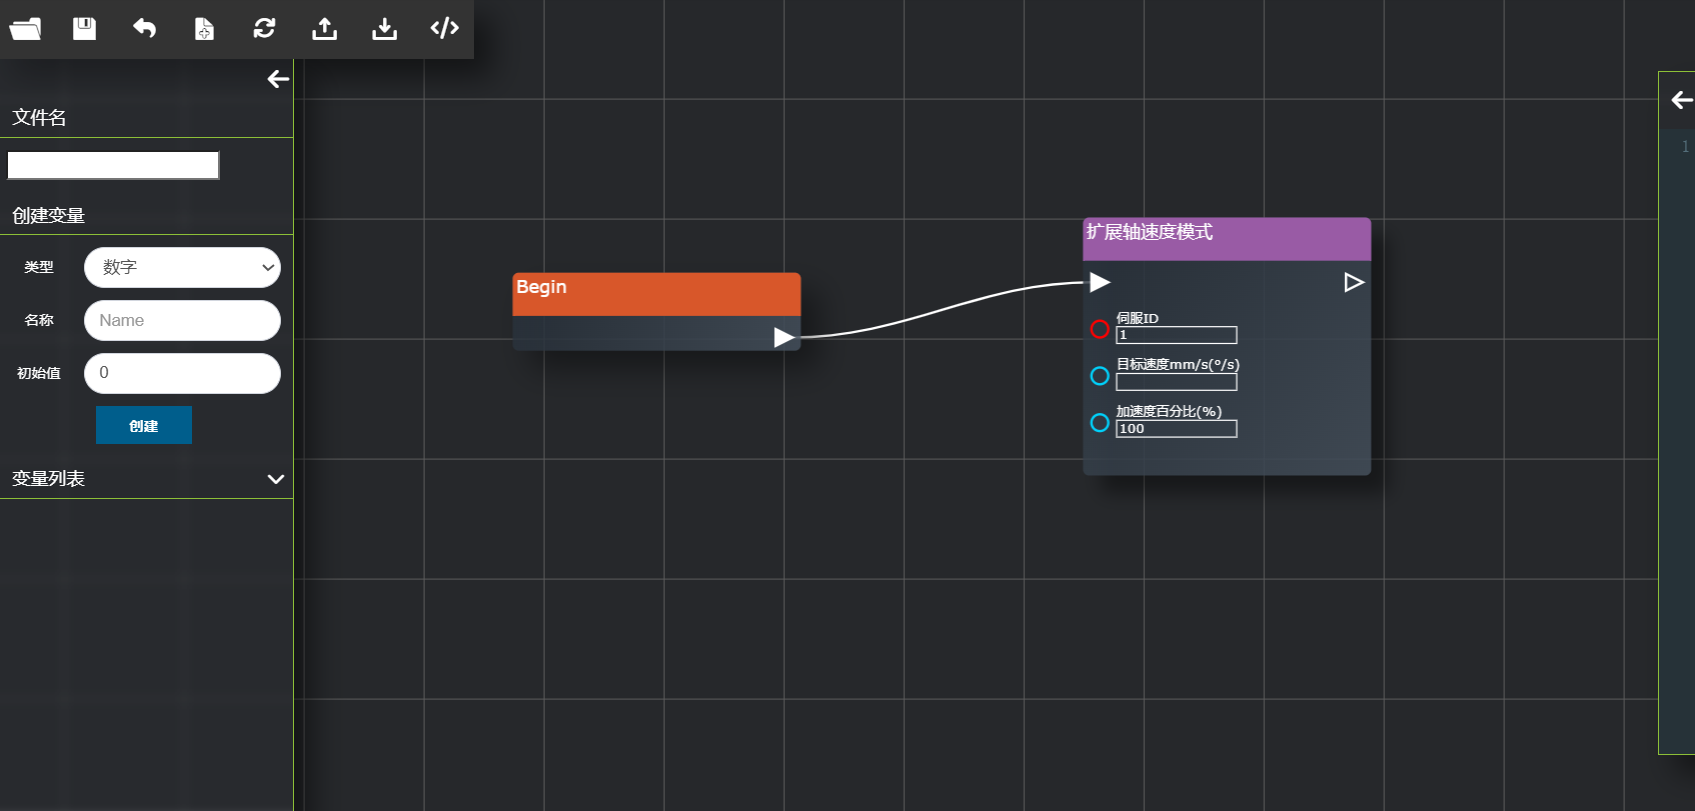 文件名
创建变量
类型
数字
名称
Name
初始值
0
创建
变量列表
Begin
扩展轴速度模式
伺服ID
1
目标速度mm/s(°/s)
加速度百分比(%)
100
1